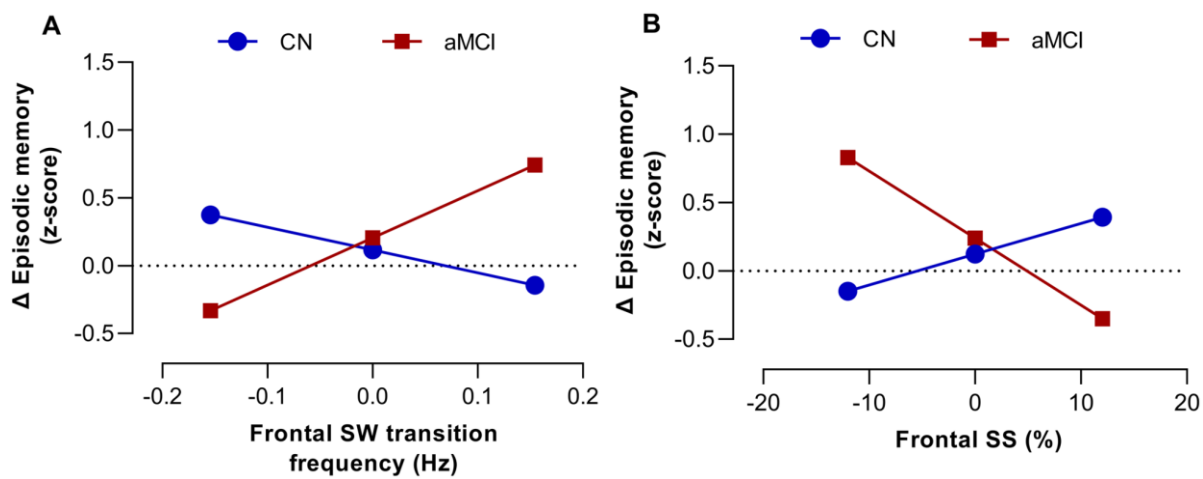 A
CN
aMCI
Δ Episodic memory
(z-score)
1.5
1.0
0.5
0.0
-0.5
-0.2
-0.1
0.0
0.1
0.2
Frontal SW transition
frequency (Hz)
B
CN
aMCI
Δ Episodic memory
(z-score)
1.5
1.0
0.5
0.0
-0.5
-20
-10
0
10
20
Frontal SS (%)